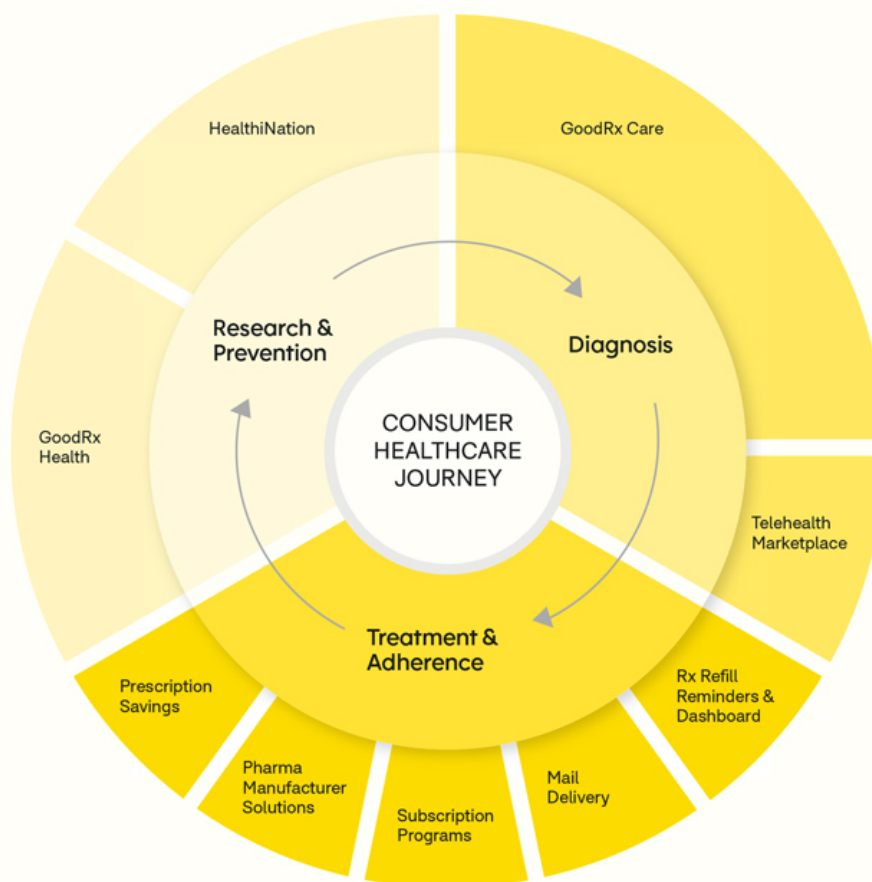 HealthiNation
GoodRx Care
Research &
Prevention
Diagnosis
CONSUMER
HEALTHCARE
JOURNEY
GoodRx
Health
Telehealth
Marketplace
Treatment &
Adherence
Prescription
Savings
Pharma
Manufacturer
Solutions
Subscription
Programs
Mail
Delivery
Rx Refill
Reminders &
Dashboard